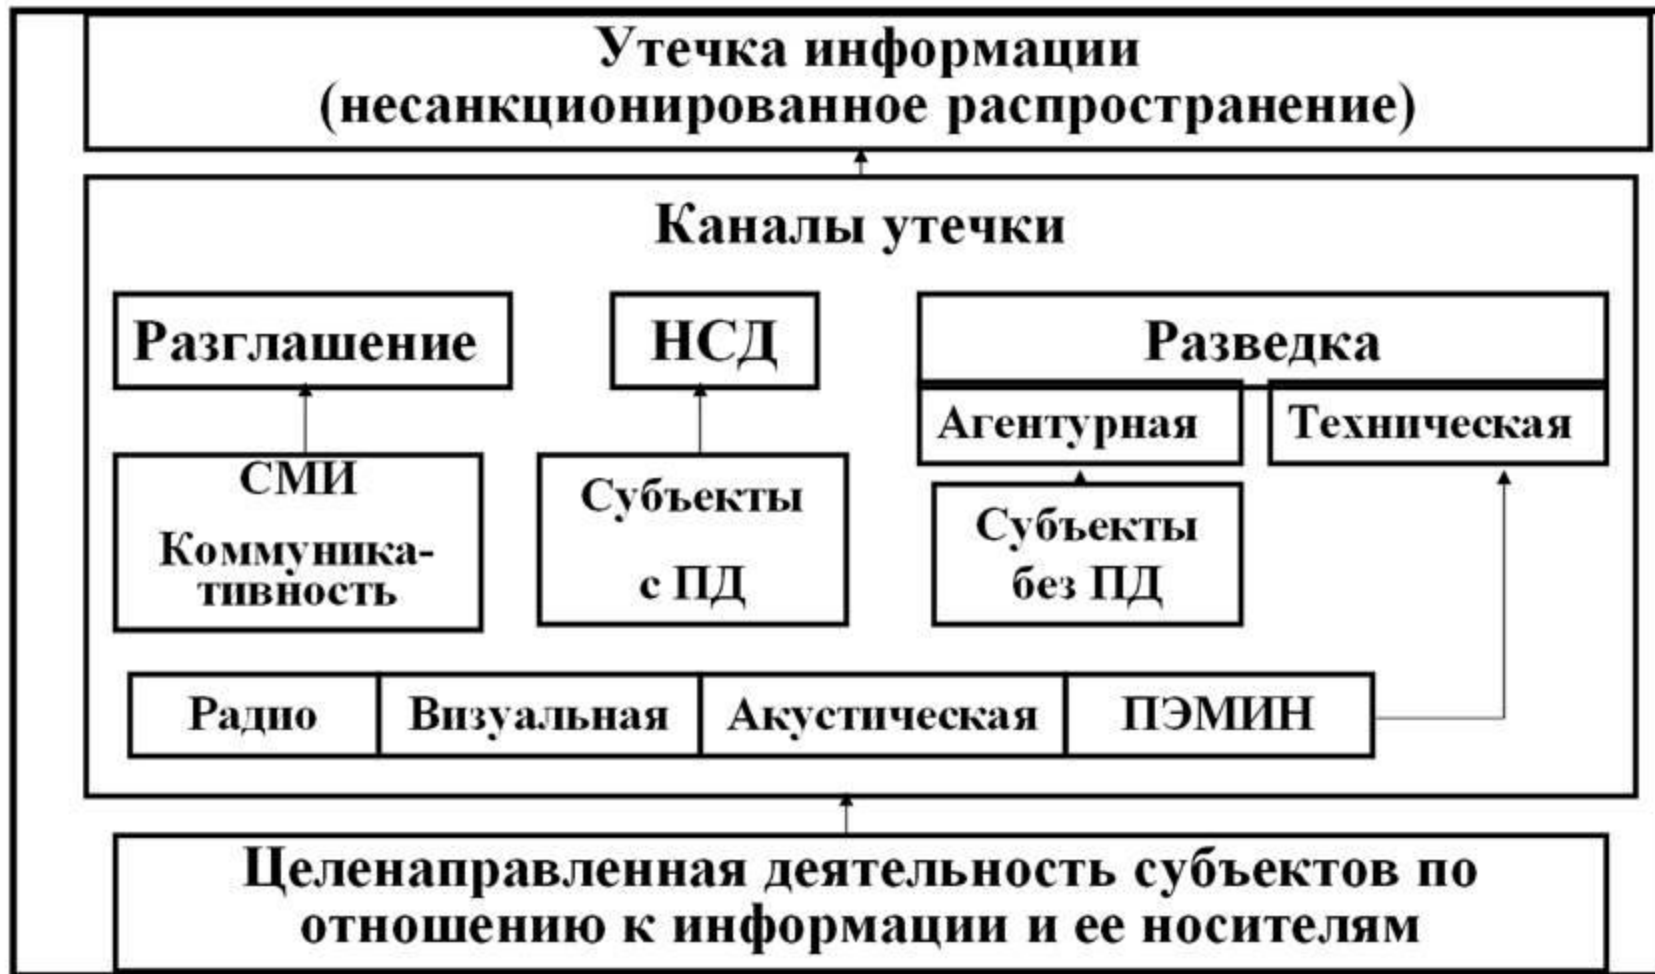 Утечка информации
(несанкционированное распространение)
Каналы утечки
Разглашение
НСД
Разведка
Агентурная
Техническая
СМИ
Коммуника-
тивность
Субъекты
с ПД
Субъекты
без ПД
Радио
Визуальная
Акустическая
ПЭМИН
Целенаправленная деятельность субъектов по
отношению к информации и ее носителям